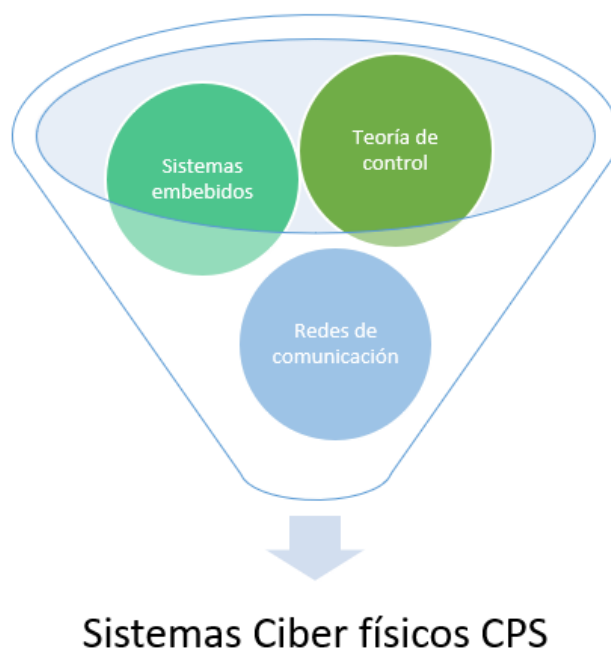 Teoría de
control
Sistemas
embebidos
Redes de
comunicación
Sistemas Ciber físicos CPS